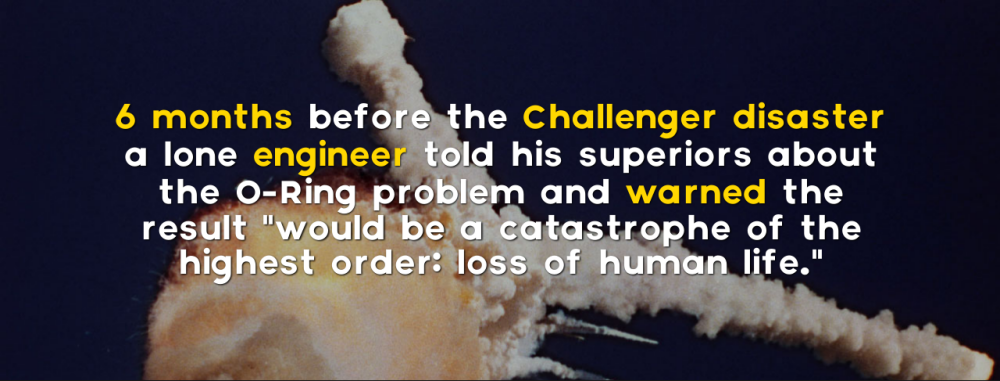 6 months before the Challenger disaster
a lone engineer told his superiors about
the O-Ring problem and warned the
result "would be a catastrophe of the
highest order: loss of human life."